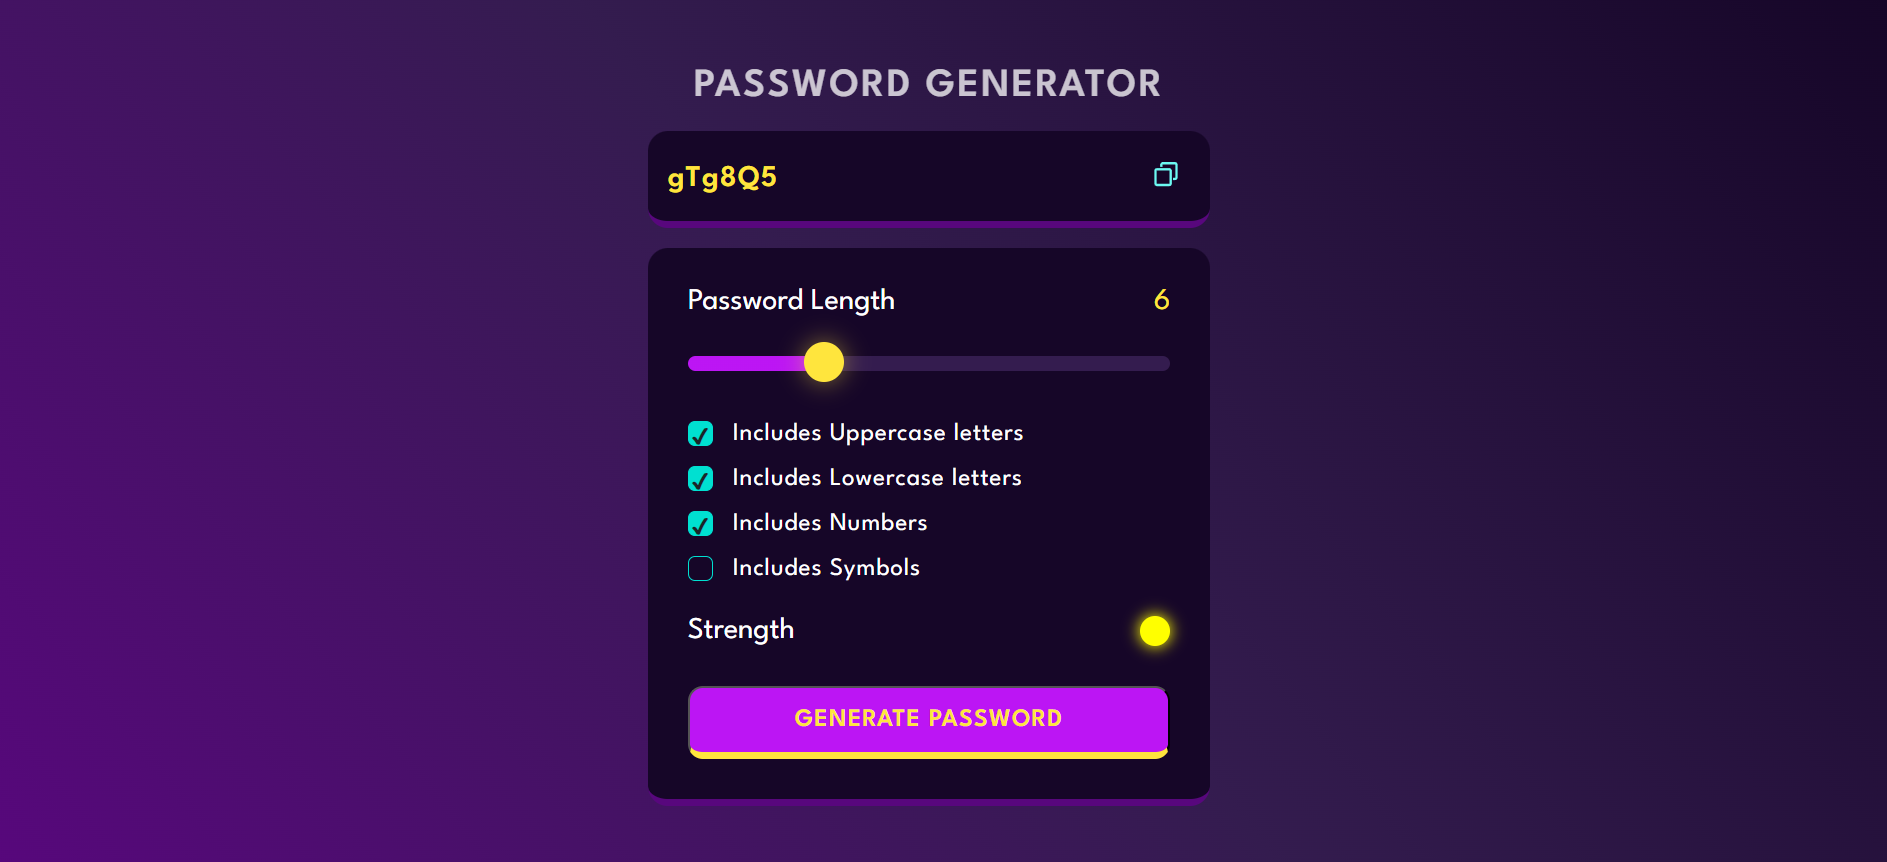 PASSWORD GENERATOR
gTg8Q5
Password Length 6
Includes Uppercase letters
Includes Lowercase letters
Includes Numbers
Includes Symbols
Strength
GENERATE PASSWORD